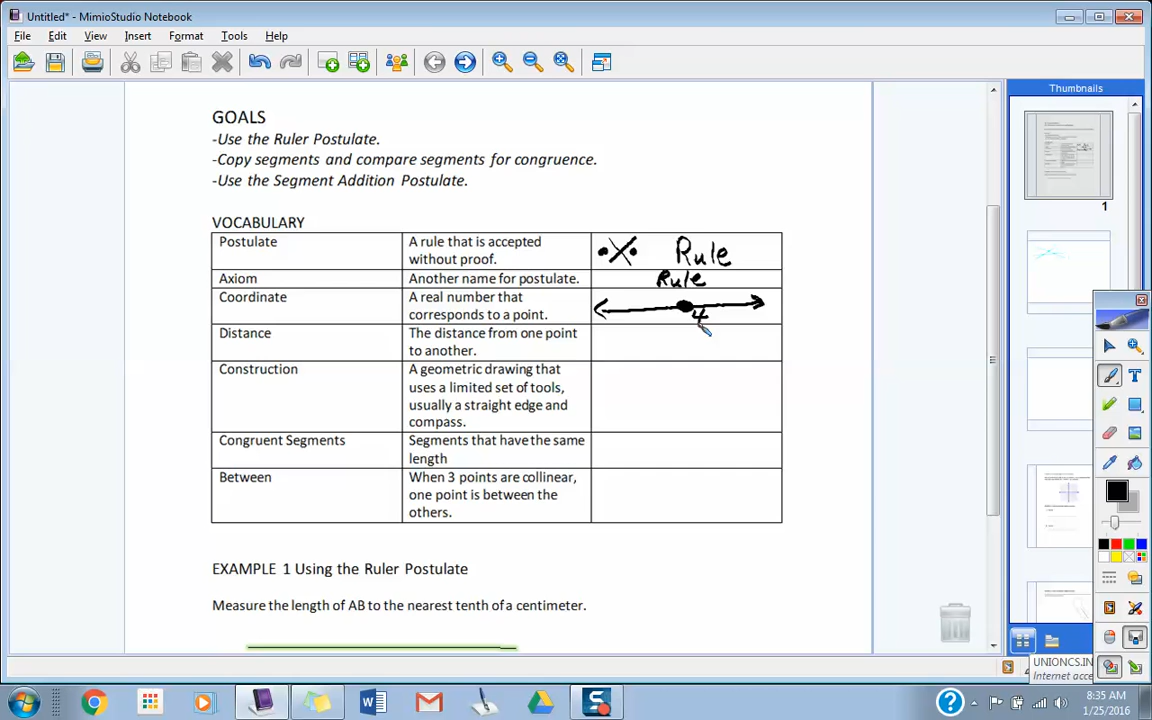 Untitled* - MimioStudio Notebook
File Edit View Insert Format Tools Help
Thumbnails
GOALS
-Use the Ruler Postulate.
-Copy segments and compare segments for congruence.
-Use the Segment Addition Postulate.
1
VOCABULARY
Postulate A rule that is accepted without proof. Rule
Axiom Another name for postulate. Rule
Coordinate A real number that corresponds to a point. 4
Distance The distance from one point to another.
Construction A geometric drawing that uses a limited set of tools, usually a straight edge and compass.
Congruent Segments Segments that have the same length
Between When 3 points are collinear, one point is between the others.
EXAMPLE 1 Using the Ruler Postulate
Measure the length of AB to the nearest tenth of a centimeter.
UNIONCS.IN
Internet acce
8:35 AM
1/25/2016